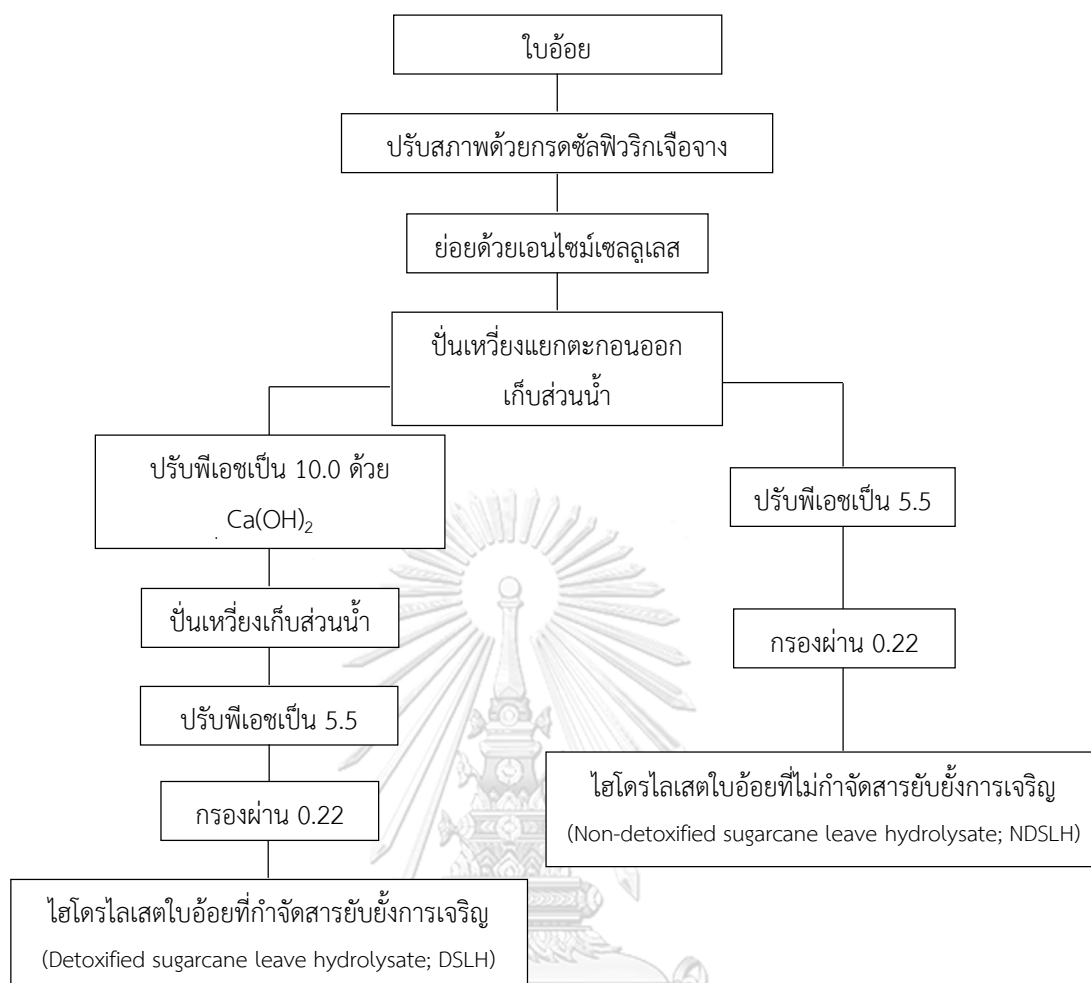 ใบอ้อย
ปรับสภาพด้วยกรดซัลฟิวริกเจือจาง
ย่อยด้วยเอนไซม์เซลลูเลส
ปั่นเหวี่ยงแยกตะกอนออก
เก็บส่วนน้ำ
ปรับพีเอชเป็น 10.0 ด้วย
Ca(OH)₂
ปั่นเหวี่ยงเก็บส่วนน้ำ
ปรับพีเอชเป็น 5.5
กรองผ่าน 0.22
ไฮโดรไลเสตใบอ้อยที่กำจัดสารยับยั้งการเจริญ
(Detoxified sugarcane leave hydrolysate; DSLH)
ปรับพีเอชเป็น 5.5
กรองผ่าน 0.22
ไฮโดรไลเสตใบอ้อยที่ไม่กำจัดสารยับยั้งการเจริญ
(Non-detoxified sugarcane leave hydrolysate; NDSLH)